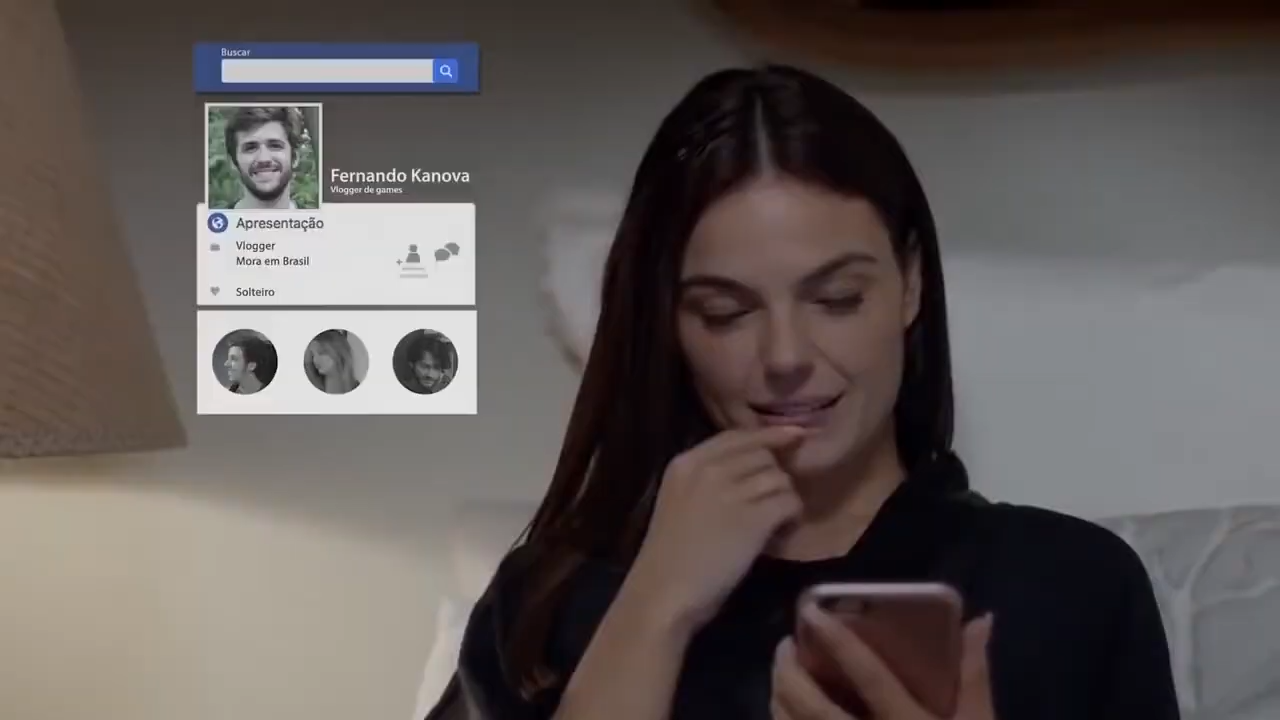 Buscar
Fernando Kanova
Vlogger de games
Apresentação
Vlogger
Mora em Brasil
Solteiro